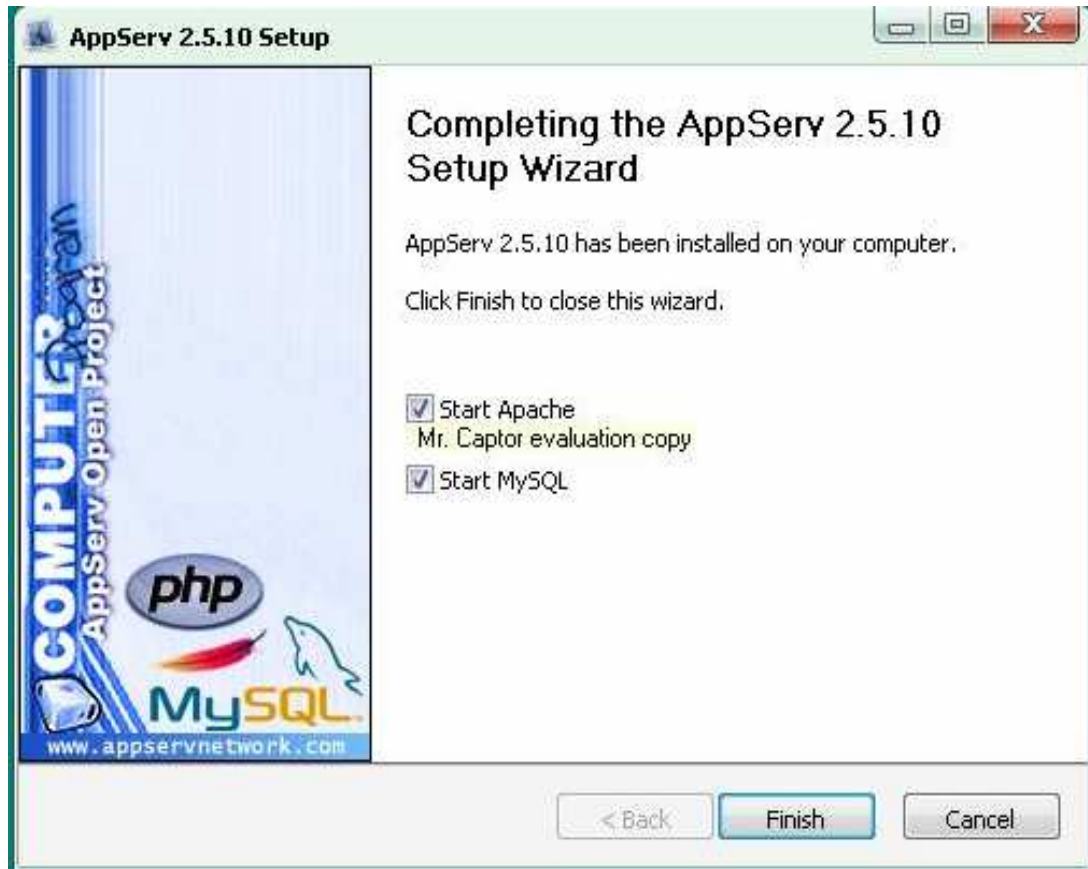 AppServ 2.5.10 Setup
Completing the AppServ 2.5.10
Setup Wizard
AppServ 2.5.10 has been installed on your computer.
Click Finish to close this wizard.
Start Apache
Mr. Captor evaluation copy
Start MySQL
COMPUTER
Program
AppServ Open Project
php
MySQL
www.appservnetwork.com
< Back
Finish
Cancel